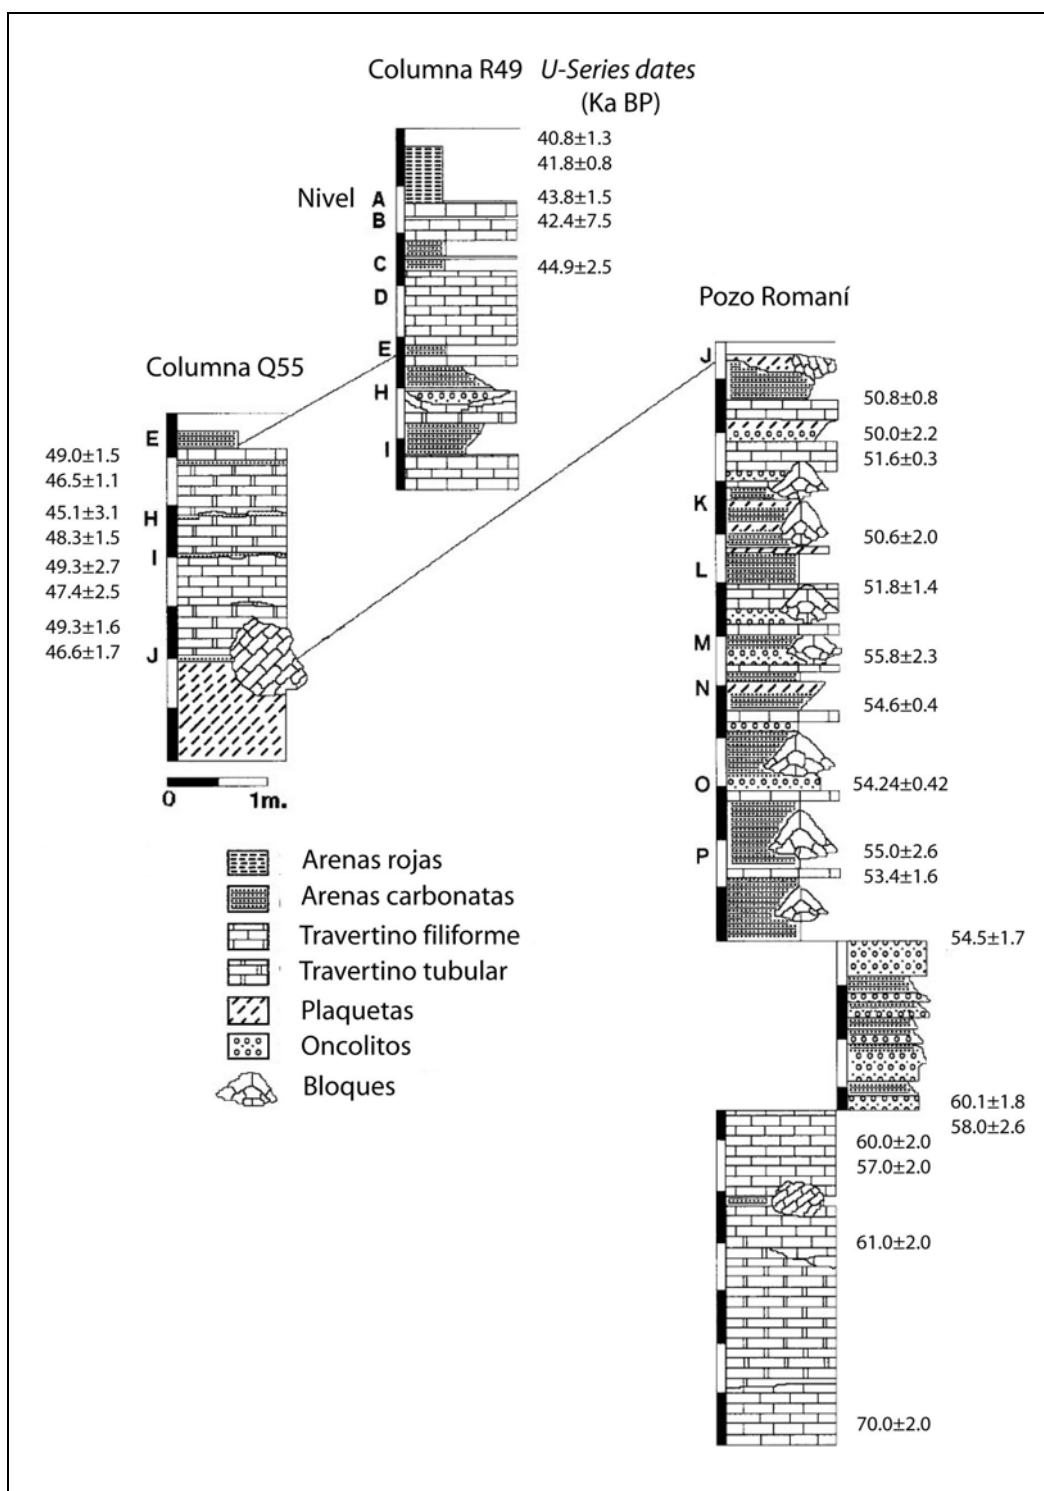 Columna R49 U-Series dates
(Ka BP)
40.8±1.3
41.8±0.8
Nivel A 43.8±1.5
B 42.4±7.5
C 44.9±2.5
D
E
H
I
Columna Q55
E
49.0±1.5
46.5±1.1
45.1±3.1
H
48.3±1.5
I
49.3±2.7
47.4±2.5
49.3±1.6
46.6±1.7 J
0 1m.
Pozo Romaní
J
50.8±0.8
50.0±2.2
51.6±0.3
K
50.6±2.0
L
51.8±1.4
M
55.8±2.3
N
54.6±0.4
O 54.24±0.42
P 55.0±2.6
53.4±1.6
54.5±1.7
60.1±1.8
58.0±2.6
60.0±2.0
57.0±2.0
61.0±2.0
70.0±2.0
Arenas rojas
Arenas carbonatas
Travertino filiforme
Travertino tubular
Plaquetas
Oncolitos
Bloques